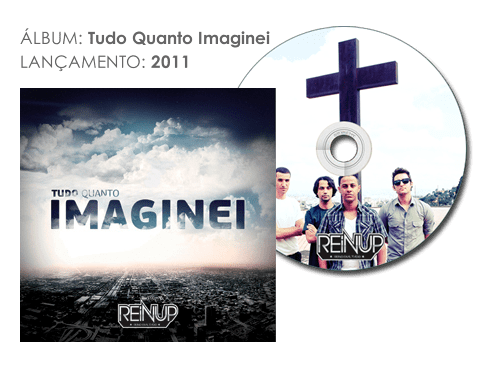 ÁLBUM: Tudo Quanto Imaginei
LANÇAMENTO: 2011
TUDO QUANTO
IMAGINEI
REINUP
REINUP